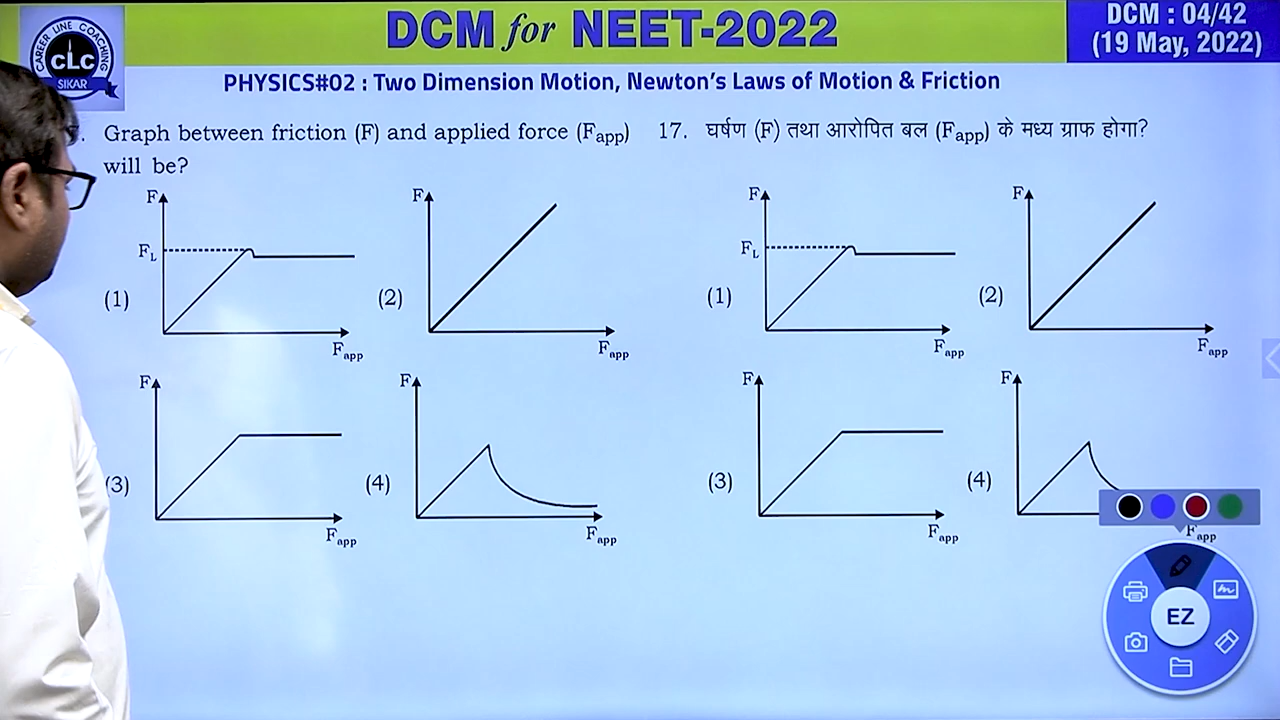 DCM for NEET-2022
DCM : 04/42
(19 May, 2022)
CAREER LINE COACHING
CLC
SIKAR
PHYSICS#02 : Two Dimension Motion, Newton's Laws of Motion & Friction
. Graph between friction (F) and applied force (Fapp)
will be?
(1)
F
FL
Fapp
(2)
F
Fapp
(3)
F
Fapp
(4)
F
Fapp
17. घर्षण (F) तथा आरोपित बल (Fapp) के मध्य ग्राफ होगा?
(1)
F
FL
Fapp
(2)
F
Fapp
(3)
F
Fapp
(4)
F
Fapp
EZ